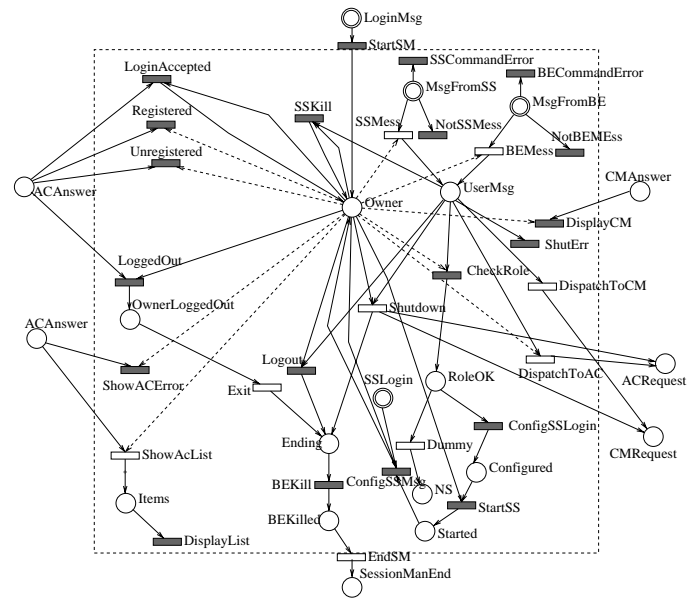 LoginMsg
StartSM
SSCommandError
LoginAccepted
BECommandError
MsgFromSS
SSKill
MsgFromBE
Registered
SSMess
NotSSMess
NotBEMEss
Unregistered
BEMess
CMAnswer
ACAnswer
Owner
UserMsg
DisplayCM
ShutErr
LoggedOut
CheckRole
DispatchToCM
OwnerLoggedOut
Shutdown
ACAnswer
Logout
DispatchToAC
ShowACError
SSLogin
RoleOK
ACRequest
Exit
ConfigSSLogin
Ending
Dummy
CMRequest
ShowAcList
Configured
BEKill
ConfigSSMsg
NS
Items
StartSS
BEKilled
Started
DisplayList
EndSM
SessionManEnd